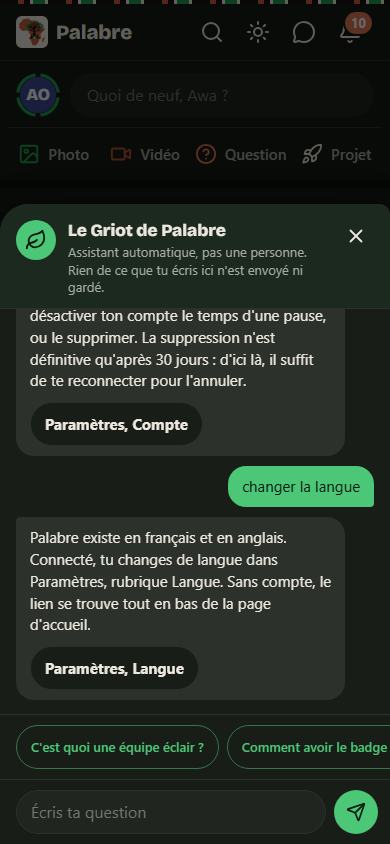 Palabre
10
AO
Quoi de neuf, Awa ?
Photo
Vidéo
Question
Projet
Le Griot de Palabre
Assistant automatique, pas une personne.
Rien de ce que tu écris ici n'est envoyé ni
gardé.
désactiver ton compte le temps d'une pause,
ou le supprimer. La suppression n'est
définitive qu'après 30 jours : d'ici là, il suffit
de te reconnecter pour l'annuler.
Paramètres, Compte
changer la langue
Palabre existe en français et en anglais.
Connecté, tu changes de langue dans
Paramètres, rubrique Langue. Sans compte, le
lien se trouve tout en bas de la page
d'accueil.
Paramètres, Langue
C'est quoi une équipe éclair ?
Comment avoir le badge
Écris ta question